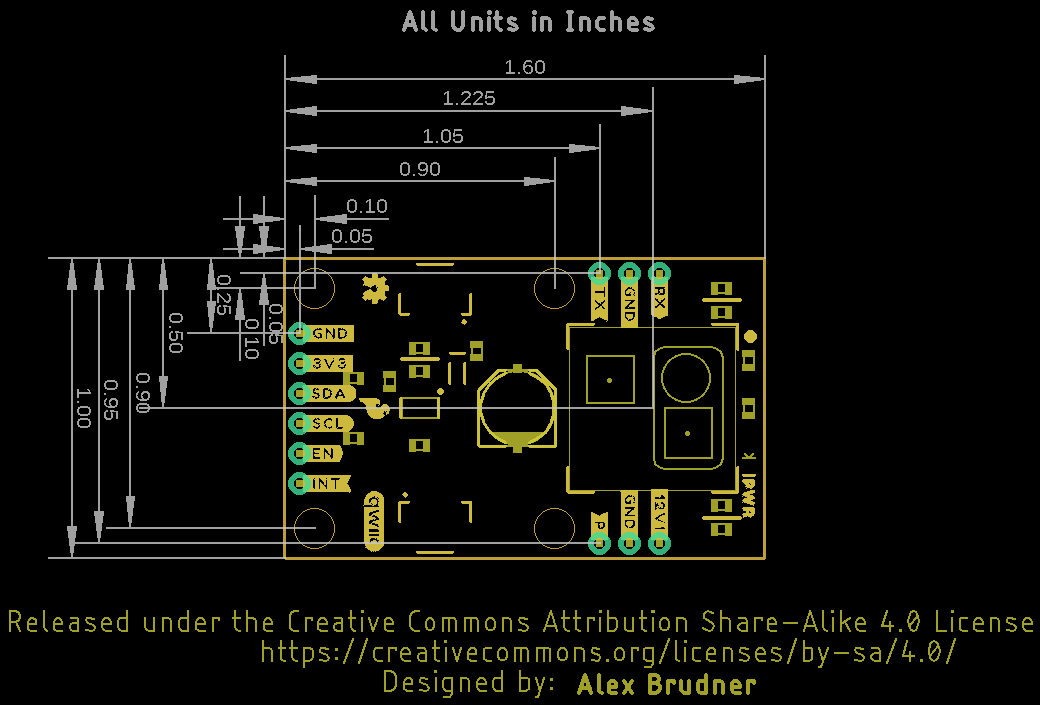 All Units in Inches
1.60
1.225
1.05
0.90
0.10
0.05
0.25
0.05
0.10
0.50
0.90
0.95
1.00
TX
GND
RX
GND
3V3
SDA
SCL
EN
INT
QWIIC
PWR
P
GND
12V
Released under the Creative Commons Attribution Share-Alike 4.0 License
https://creativecommons.org/licenses/by-sa/4.0/
Designed by: Alex Brudner